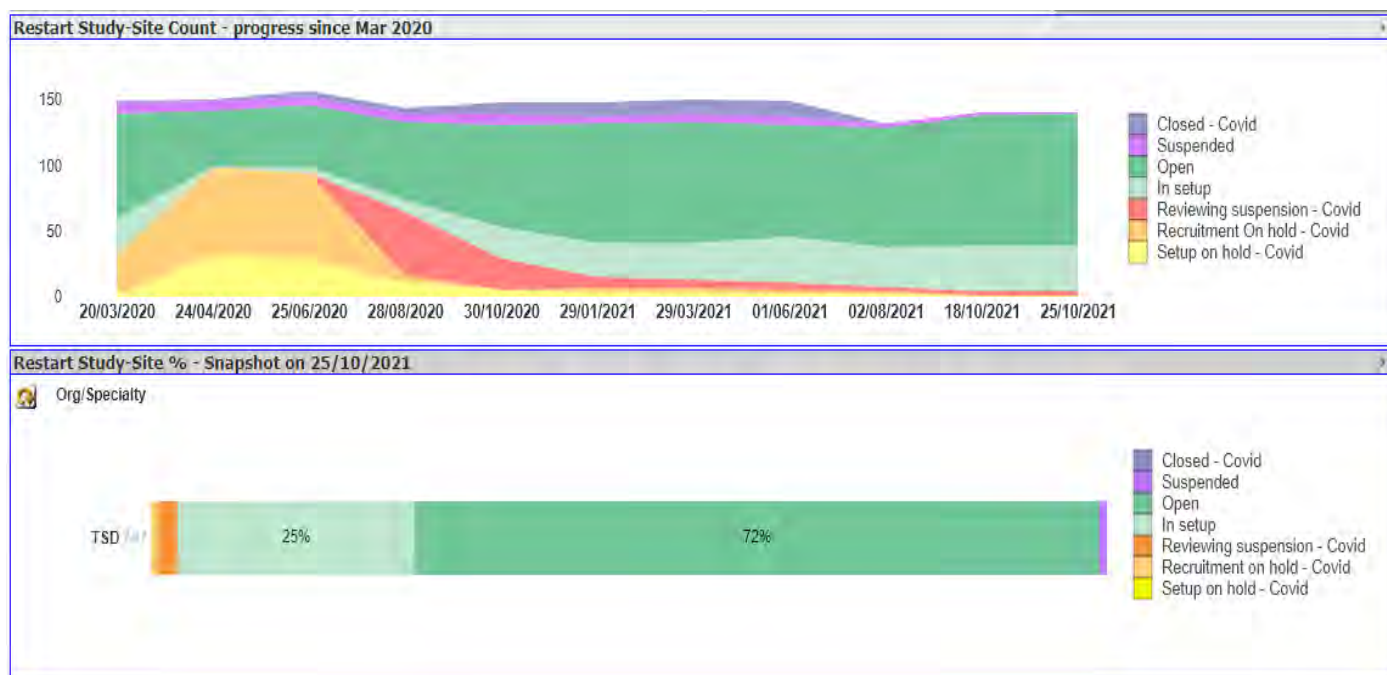 Restart Study-Site Count - progress since Mar 2020
150
100
50
0
20/03/2020 24/04/2020 25/06/2020 28/08/2020 30/10/2020 29/01/2021 29/03/2021 01/06/2021 02/08/2021 18/10/2021 25/10/2021
Closed - Covid
Suspended
Open
In setup
Reviewing suspension - Covid
Recruitment On hold - Covid
Setup on hold - Covid
Restart Study-Site % - Snapshot on 25/10/2021
Org/Specialty
TSD
25%
72%
Closed - Covid
Suspended
Open
In setup
Reviewing suspension - Covid
Recruitment on hold - Covid
Setup on hold - Covid